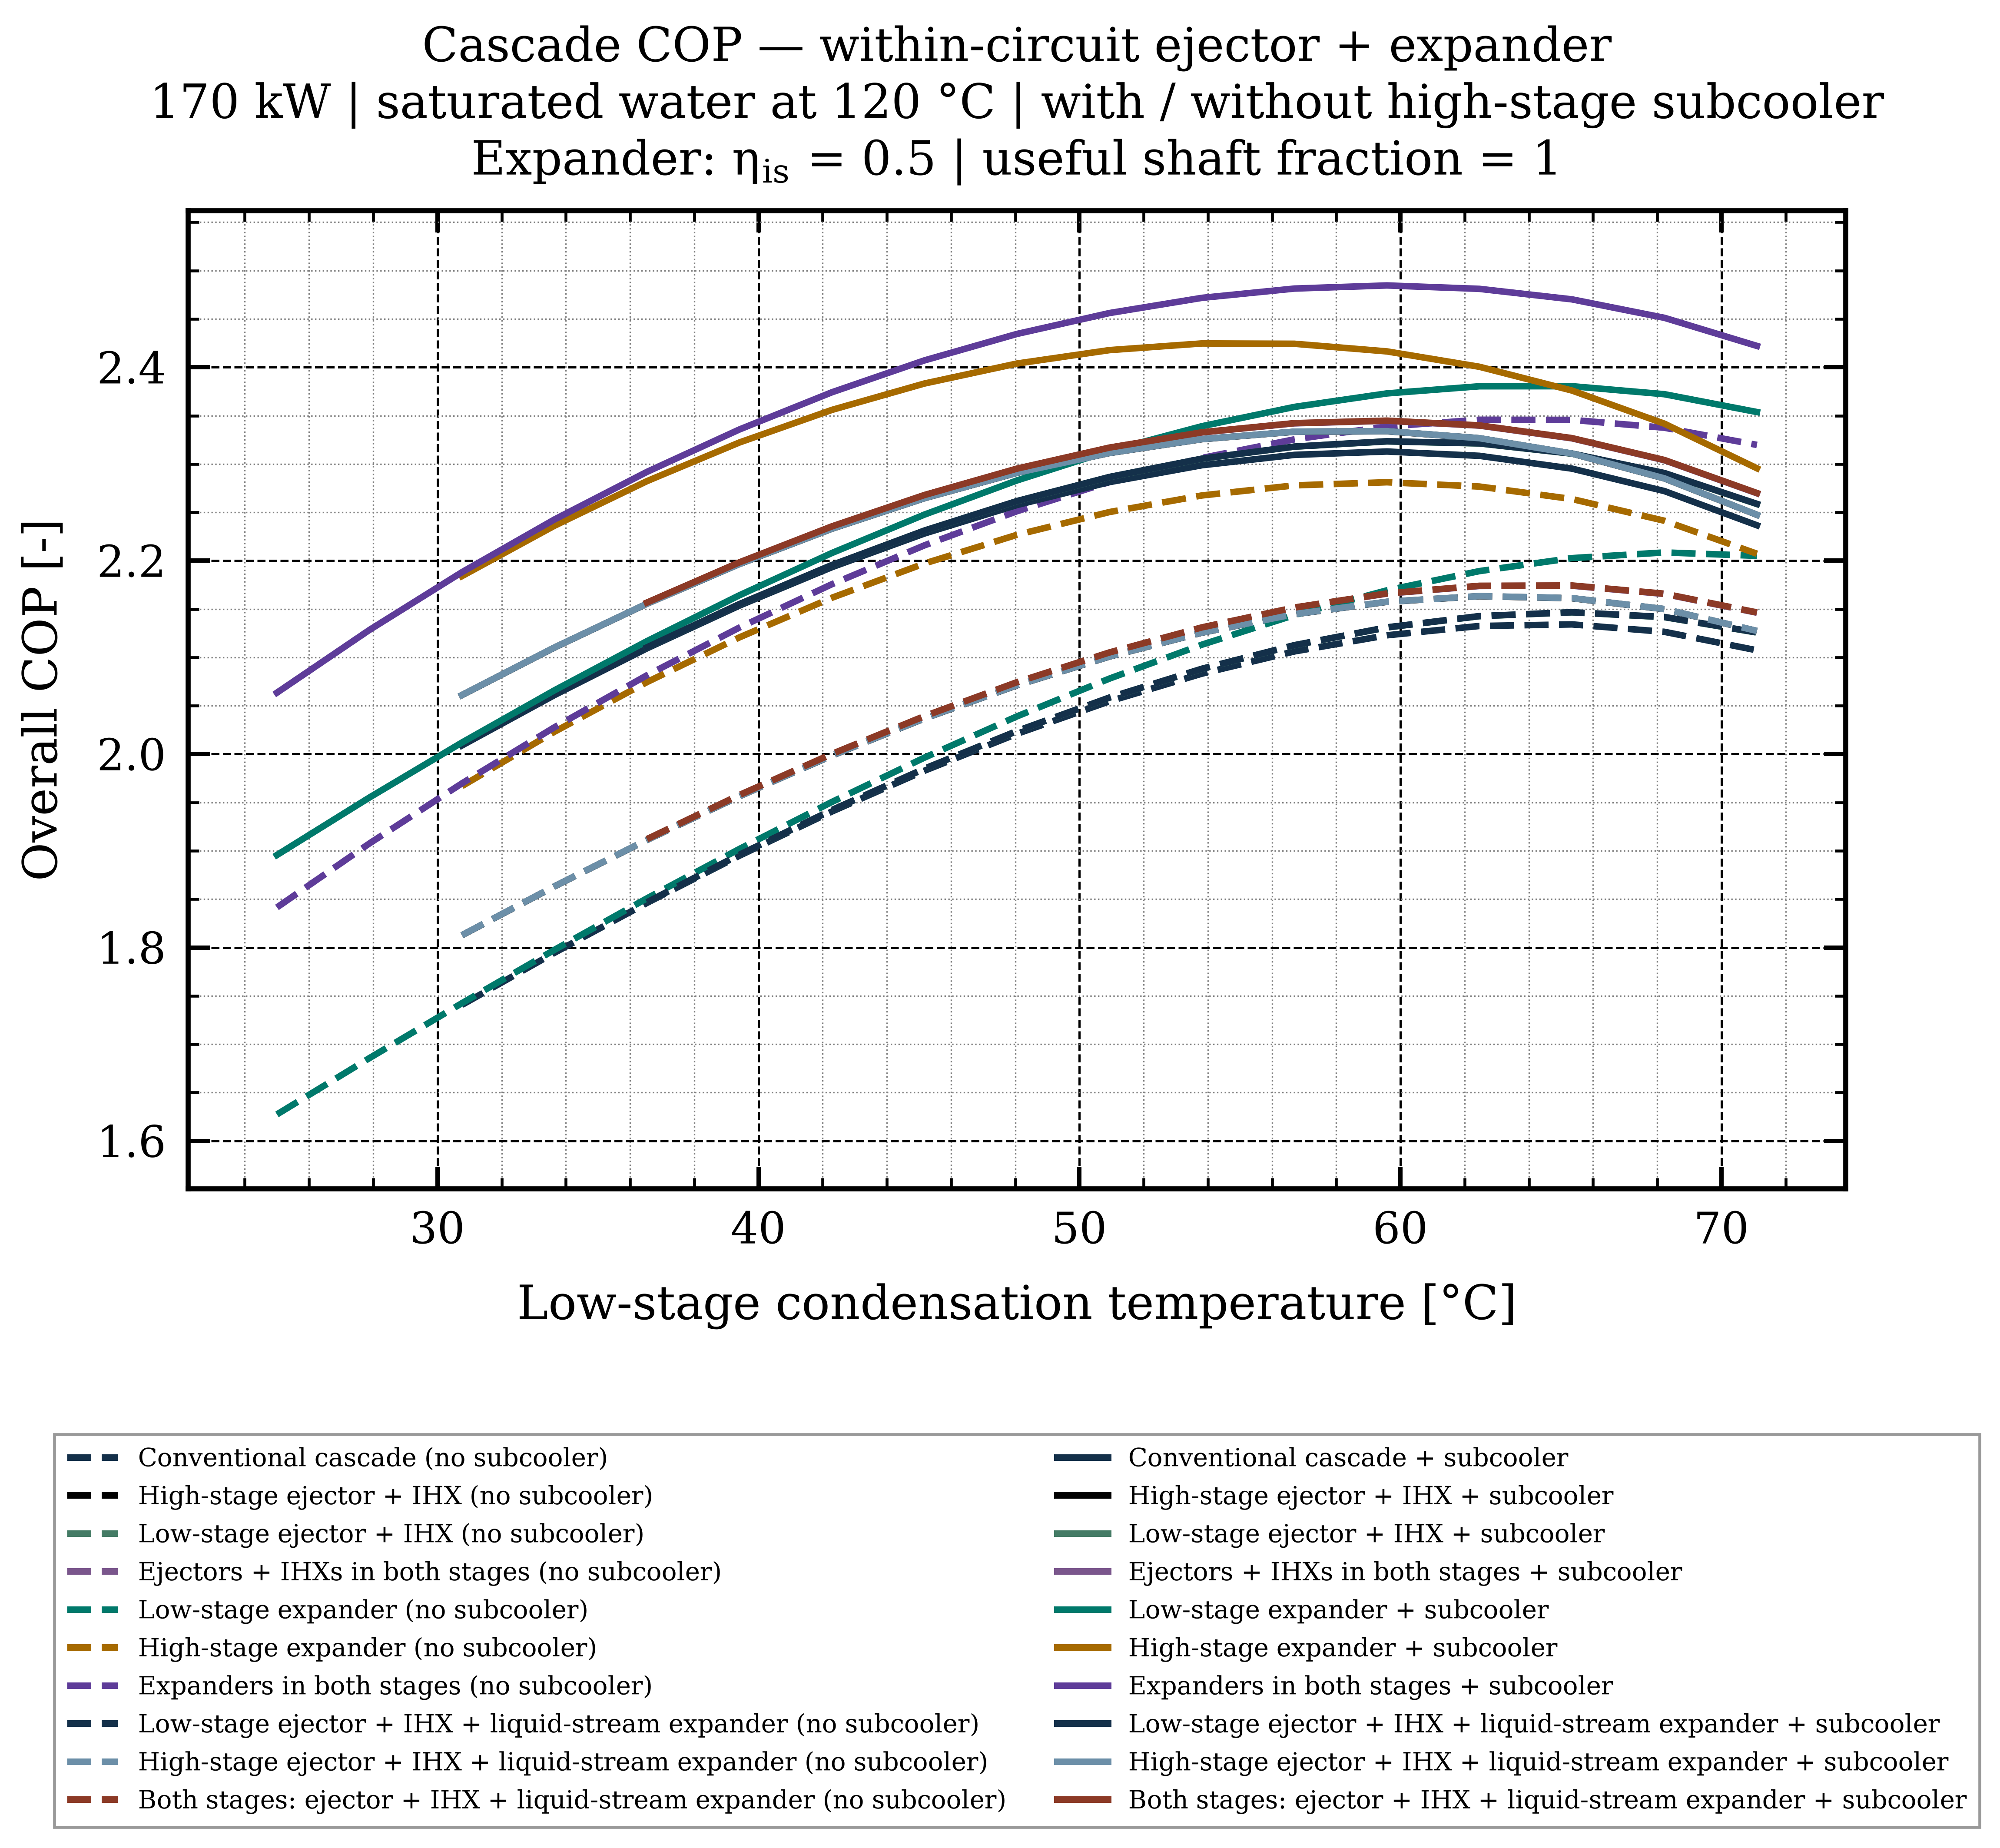 Cascade COP — within-circuit ejector + expander
170 kW | saturated water at 120 °C | with / without high-stage subcooler
Expander: ηis = 0.5 | useful shaft fraction = 1
Overall COP [-]
2.4
2.2
2.0
1.8
1.6
30 40 50 60 70
Low-stage condensation temperature [°C]
Conventional cascade (no subcooler)
High-stage ejector + IHX (no subcooler)
Low-stage ejector + IHX (no subcooler)
Ejectors + IHXs in both stages (no subcooler)
Low-stage expander (no subcooler)
High-stage expander (no subcooler)
Expanders in both stages (no subcooler)
Low-stage ejector + IHX + liquid-stream expander (no subcooler)
High-stage ejector + IHX + liquid-stream expander (no subcooler)
Both stages: ejector + IHX + liquid-stream expander (no subcooler)
Conventional cascade + subcooler
High-stage ejector + IHX + subcooler
Low-stage ejector + IHX + subcooler
Ejectors + IHXs in both stages + subcooler
Low-stage expander + subcooler
High-stage expander + subcooler
Expanders in both stages + subcooler
Low-stage ejector + IHX + liquid-stream expander + subcooler
High-stage ejector + IHX + liquid-stream expander + subcooler
Both stages: ejector + IHX + liquid-stream expander + subcooler